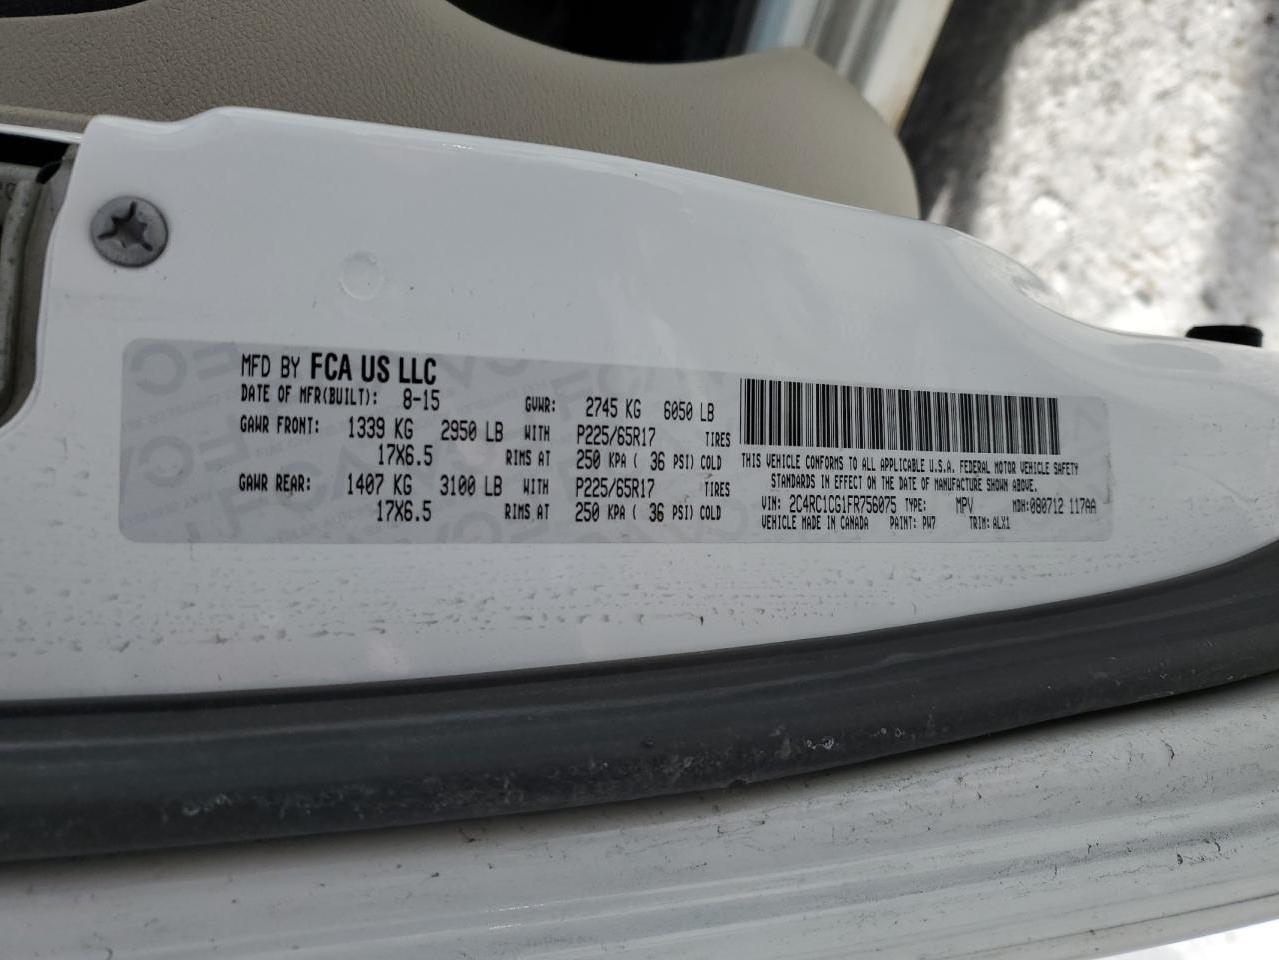 MFD BY FCA US LLC
DATE OF MFR(BUILT): 8-15 GVWR: 2745 KG 6050 LB
GAWR FRONT: 1339 KG 2950 LB WITH P225/65R17 TIRES
17X6.5 RIMS AT 250 KPA ( 36 PSI) COLD
GAWR REAR: 1407 KG 3100 LB WITH P225/65R17 TIRES
17X6.5 RIMS AT 250 KPA ( 36 PSI) COLD
THIS VEHICLE CONFORMS TO ALL APPLICABLE U.S.A. FEDERAL MOTOR VEHICLE SAFETY
STANDARDS IN EFFECT ON THE DATE OF MANUFACTURE SHOWN ABOVE.
VIN: 2C4RC1CG1FR756075 TYPE: MPV MDH:080712 117AA
VEHICLE MADE IN CANADA PAINT: PW7 TRIM: ALX1